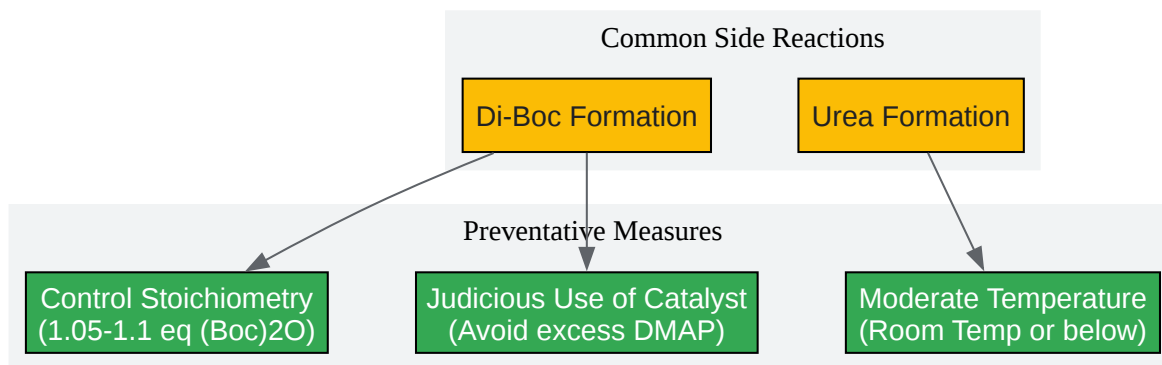 Common Side Reactions
Di-Boc Formation
Urea Formation
Preventative Measures
Control Stoichiometry
(1.05-1.1 eq (Boc)2O)
Judicious Use of Catalyst
(Avoid excess DMAP)
Moderate Temperature
(Room Temp or below)